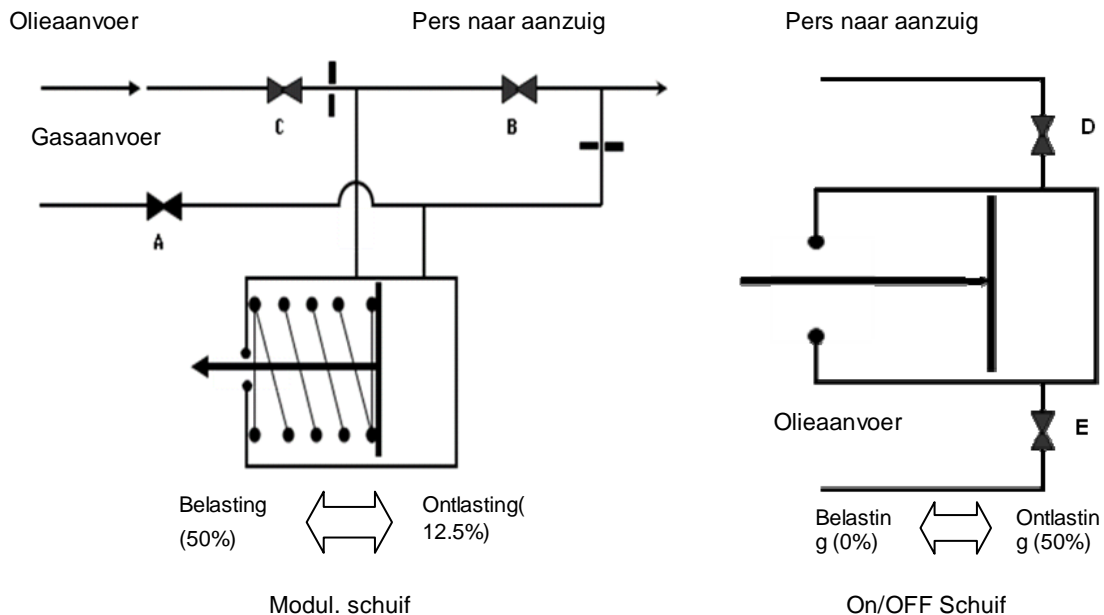 Olieaanvoer
Pers naar aanzuig
Pers naar aanzuig
C
B
D
Gasaanvoer
A
Olieaanvoer
E
Belasting
(50%)
Ontlasting(
12.5%)
Belastin
g (0%)
Ontlastin
g (50%)
Modul. schuif
On/OFF Schuif